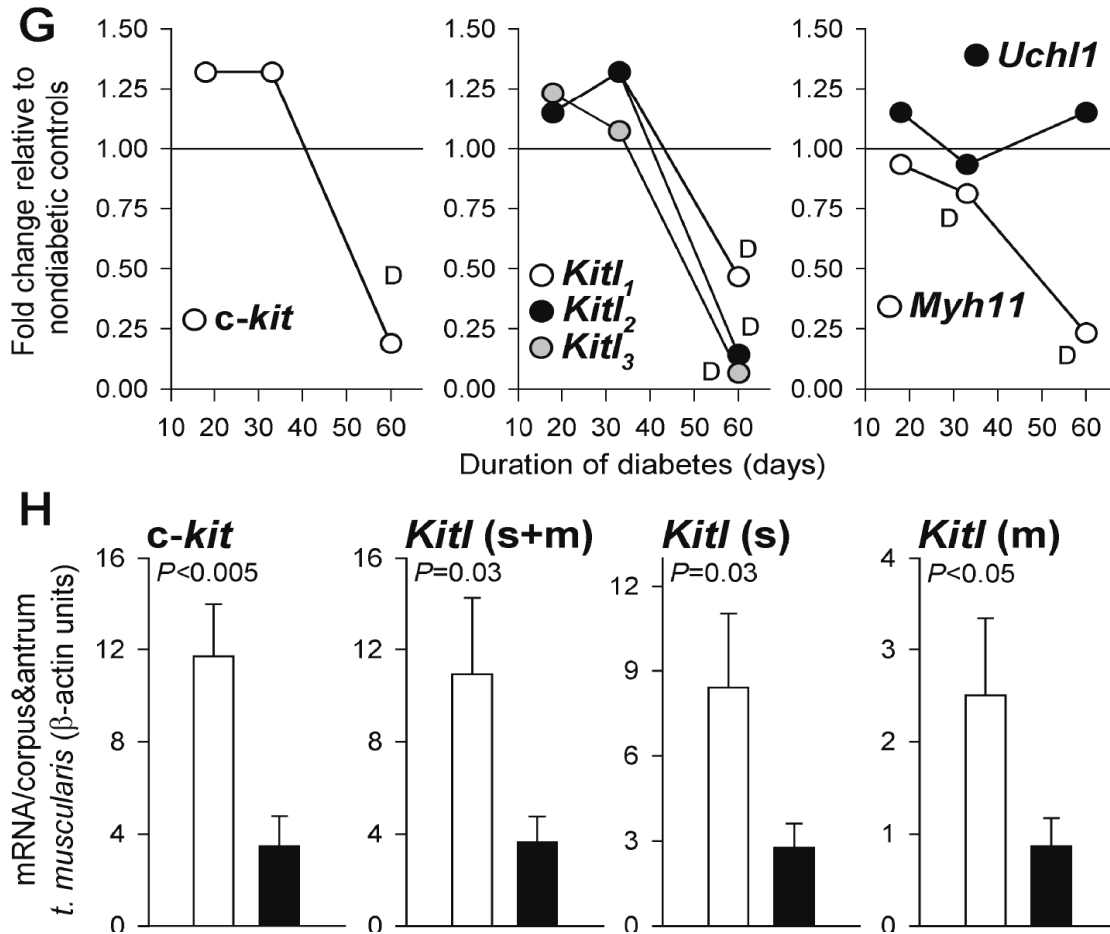 G
Fold change relative to
nondiabetic controls
1.50
1.25
1.00
0.75
0.50
0.25
0.00
10 20 30 40 50 60
D
c-kit
1.50
1.25
1.00
0.75
0.50
0.25
0.00
10 20 30 40 50 60
Kitl1
Kitl2
Kitl3
D
D
D
1.50
1.25
1.00
0.75
0.50
0.25
0.00
10 20 30 40 50 60
Uchl1
D
Myh11
D
Duration of diabetes (days)
H
mRNA/corpus&antrum
t. muscularis (β-actin units)
c-kit
P<0.005
16
12
8
4
0
Kitl (s+m)
P=0.03
16
12
8
4
0
Kitl (s)
P=0.03
12
9
6
3
0
Kitl (m)
P<0.05
4
3
2
1
0